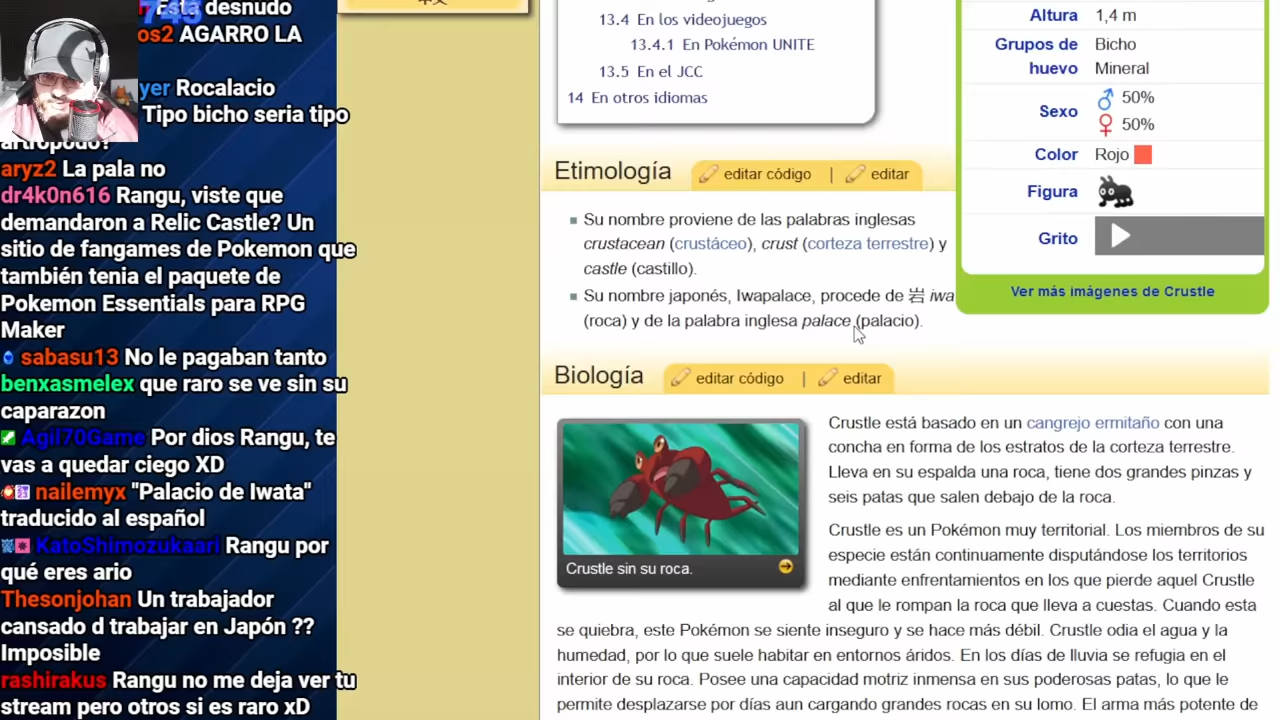 743
Está desnudo
os2 AGARRO LA
yer Rocalacio
Tipo bicho seria tipo
artropodo?
aryz2 La pala no
dr4k0n616 Rangu, viste que
demandaron a Relic Castle? Un
sitio de fangames de Pokemon que
también tenia el paquete de
Pokemon Essentials para RPG
Maker
sabasu13 No le pagaban tanto
benxasmelex que raro se ve sin su
caparazon
Agil70Game Por dios Rangu, te
vas a quedar ciego XD
nailemyx "Palacio de Iwata"
traducido al español
KatoShimozukaari Rangu por
qué eres ario
Thesonjohan Un trabajador
cansado d trabajar en Japón ??
Imposible
rashirakus Rangu no me deja ver tu
stream pero otros si es raro xD
13.4 En los videojuegos
13.4.1 En Pokémon UNITE
13.5 En el JCC
14 En otros idiomas
Altura 1,4 m
Grupos de huevo Bicho
Mineral
Sexo ♂ 50%
♀ 50%
Color Rojo
Figura
Grito
Ver más imágenes de Crustle
Etimología editar código | editar
Su nombre proviene de las palabras inglesas
crustacean (crustáceo), crust (corteza terrestre) y
castle (castillo).
Su nombre japonés, Iwapalace, procede de 岩 iwa
(roca) y de la palabra inglesa palace (palacio).
Biología editar código | editar
Crustle sin su roca.
Crustle está basado en un cangrejo ermitaño con una
concha en forma de los estratos de la corteza terrestre.
Lleva en su espalda una roca, tiene dos grandes pinzas y
seis patas que salen debajo de la roca.
Crustle es un Pokémon muy territorial. Los miembros de su
especie están continuamente disputándose los territorios
mediante enfrentamientos en los que pierde aquel Crustle
al que le rompan la roca que lleva a cuestas. Cuando esta
se quiebra, este Pokémon se siente inseguro y se hace más débil. Crustle odia el agua y la
humedad, por lo que suele habitar en entornos áridos. En los días de lluvia se refugia en el
interior de su roca. Posee una capacidad motriz inmensa en sus poderosas patas, lo que le
permite desplazarse por días aun cargando grandes rocas en su lomo. El arma más potente de